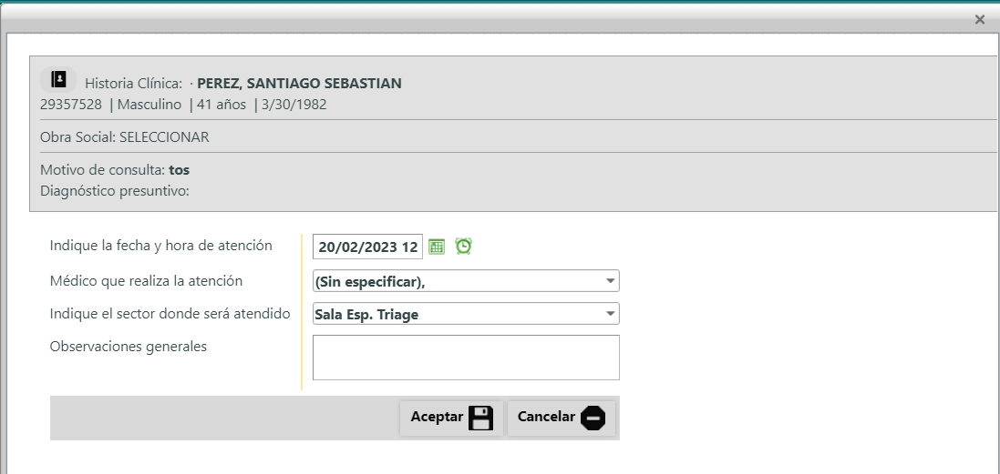 Historia Clínica: · PEREZ, SANTIAGO SEBASTIAN
29357528 | Masculino | 41 años | 3/30/1982
Obra Social: SELECCIONAR
Motivo de consulta: tos
Diagnóstico presuntivo:
Indique la fecha y hora de atención 20/02/2023 12
Médico que realiza la atención (Sin especificar),
Indique el sector donde será atendido Sala Esp. Triage
Observaciones generales
Aceptar Cancelar